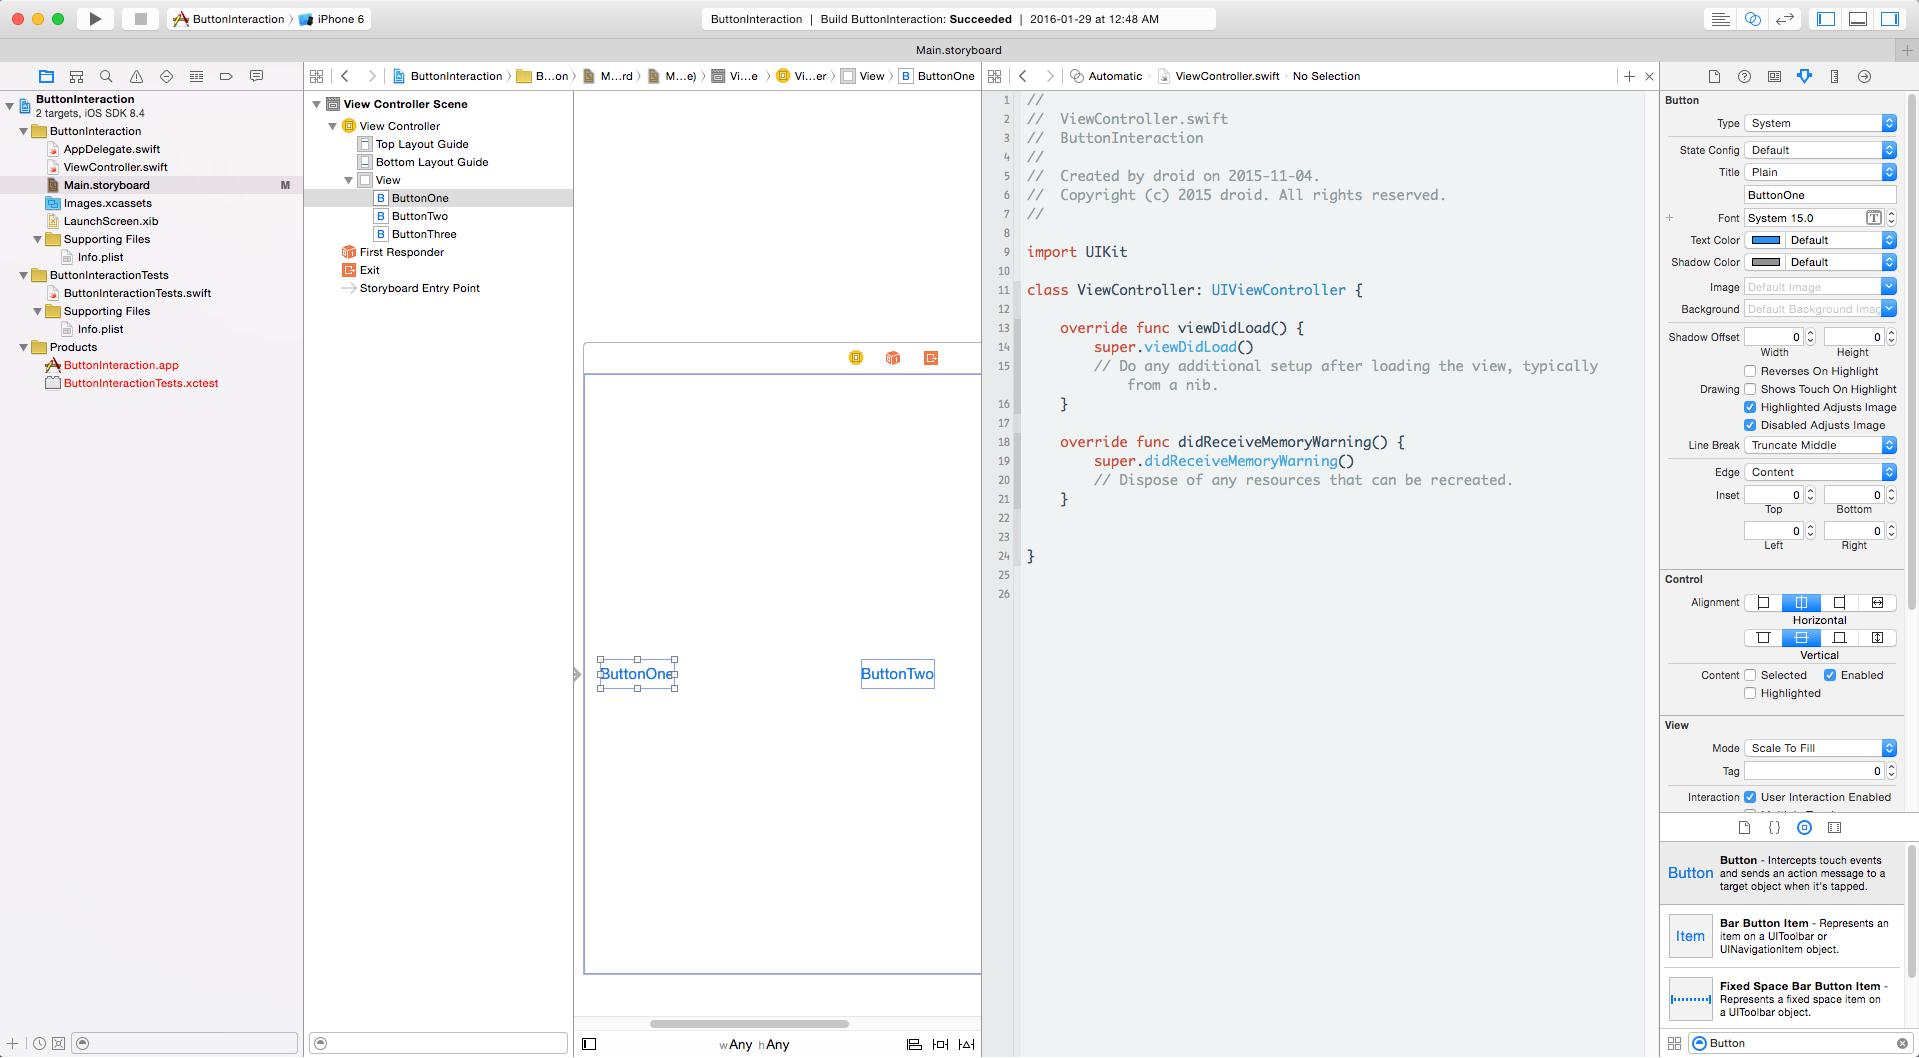 ButtonInteraction
iPhone 6
ButtonInteraction | Build ButtonInteraction: Succeeded | 2016-01-29 at 12:48 AM
Main.storyboard
ButtonInteraction
2 targets, iOS SDK 8.4
ButtonInteraction
AppDelegate.swift
ViewController.swift
Main.storyboard M
Images.xcassets
LaunchScreen.xib
Supporting Files
Info.plist
ButtonInteractionTests
ButtonInteractionTests.swift
Supporting Files
Info.plist
Products
ButtonInteraction.app
ButtonInteractionTests.xctest
ButtonInteraction B...on M...rd M...e) Vi...e Vi...er View B ButtonOne
View Controller Scene
View Controller
Top Layout Guide
Bottom Layout Guide
View
B ButtonOne
B ButtonTwo
B ButtonThree
First Responder
Exit
Storyboard Entry Point
ButtonOne
ButtonTwo
wAny hAny
Automatic ViewController.swift No Selection
1 //
2 // ViewController.swift
3 // ButtonInteraction
4 //
5 // Created by droid on 2015-11-04.
6 // Copyright (c) 2015 droid. All rights reserved.
7 //
8
9 import UIKit
10
11 class ViewController: UIViewController {
12
13 override func viewDidLoad() {
14 super.viewDidLoad()
15 // Do any additional setup after loading the view, typically
from a nib.
16 }
17
18 override func didReceiveMemoryWarning() {
19 super.didReceiveMemoryWarning()
20 // Dispose of any resources that can be recreated.
21 }
22
23
24 }
25
26
Button
Type System
State Config Default
Title Plain
ButtonOne
Font System 15.0 T
Text Color Default
Shadow Color Default
Image Default Image
Background Default Background Imag
Shadow Offset 0 0
Width Height
Reverses On Highlight
Drawing Shows Touch On Highlight
Highlighted Adjusts Image
Disabled Adjusts Image
Line Break Truncate Middle
Edge Content
Inset 0 0
Top Bottom
0 0
Left Right
Control
Alignment
Horizontal
Vertical
Content Selected Enabled
Highlighted
View
Mode Scale To Fill
Tag 0
Interaction User Interaction Enabled
Button
Button - Intercepts touch events
and sends an action message to a
target object when it's tapped.
Item
Bar Button Item - Represents an
item on a UIToolbar or
UINavigationItem object.
Fixed Space Bar Button Item -
Represents a fixed space item on
a UIToolbar object.
Button